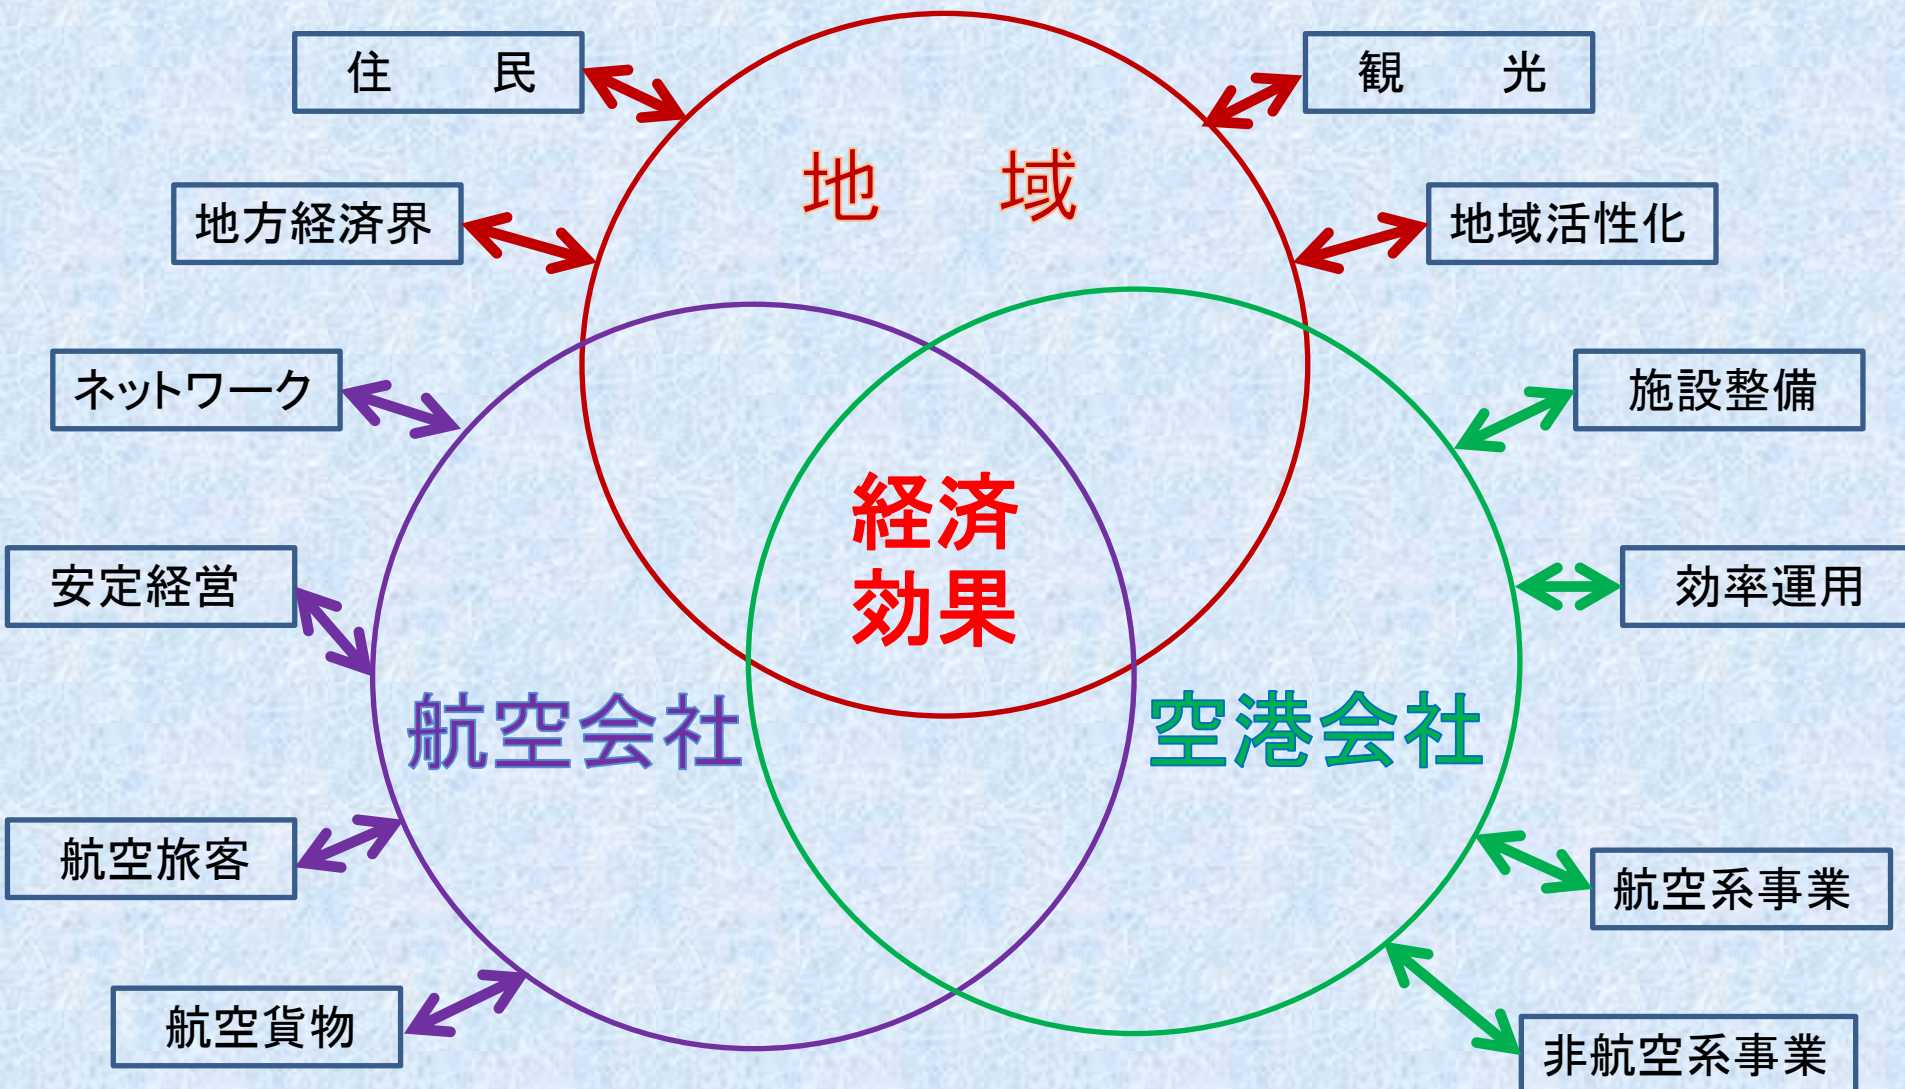 住　　民
観　　光
地　域
地方経済界
地域活性化
ネットワーク
施設整備
経済
効果
安定経営
効率運用
航空会社
空港会社
航空旅客
航空系事業
航空貨物
非航空系事業